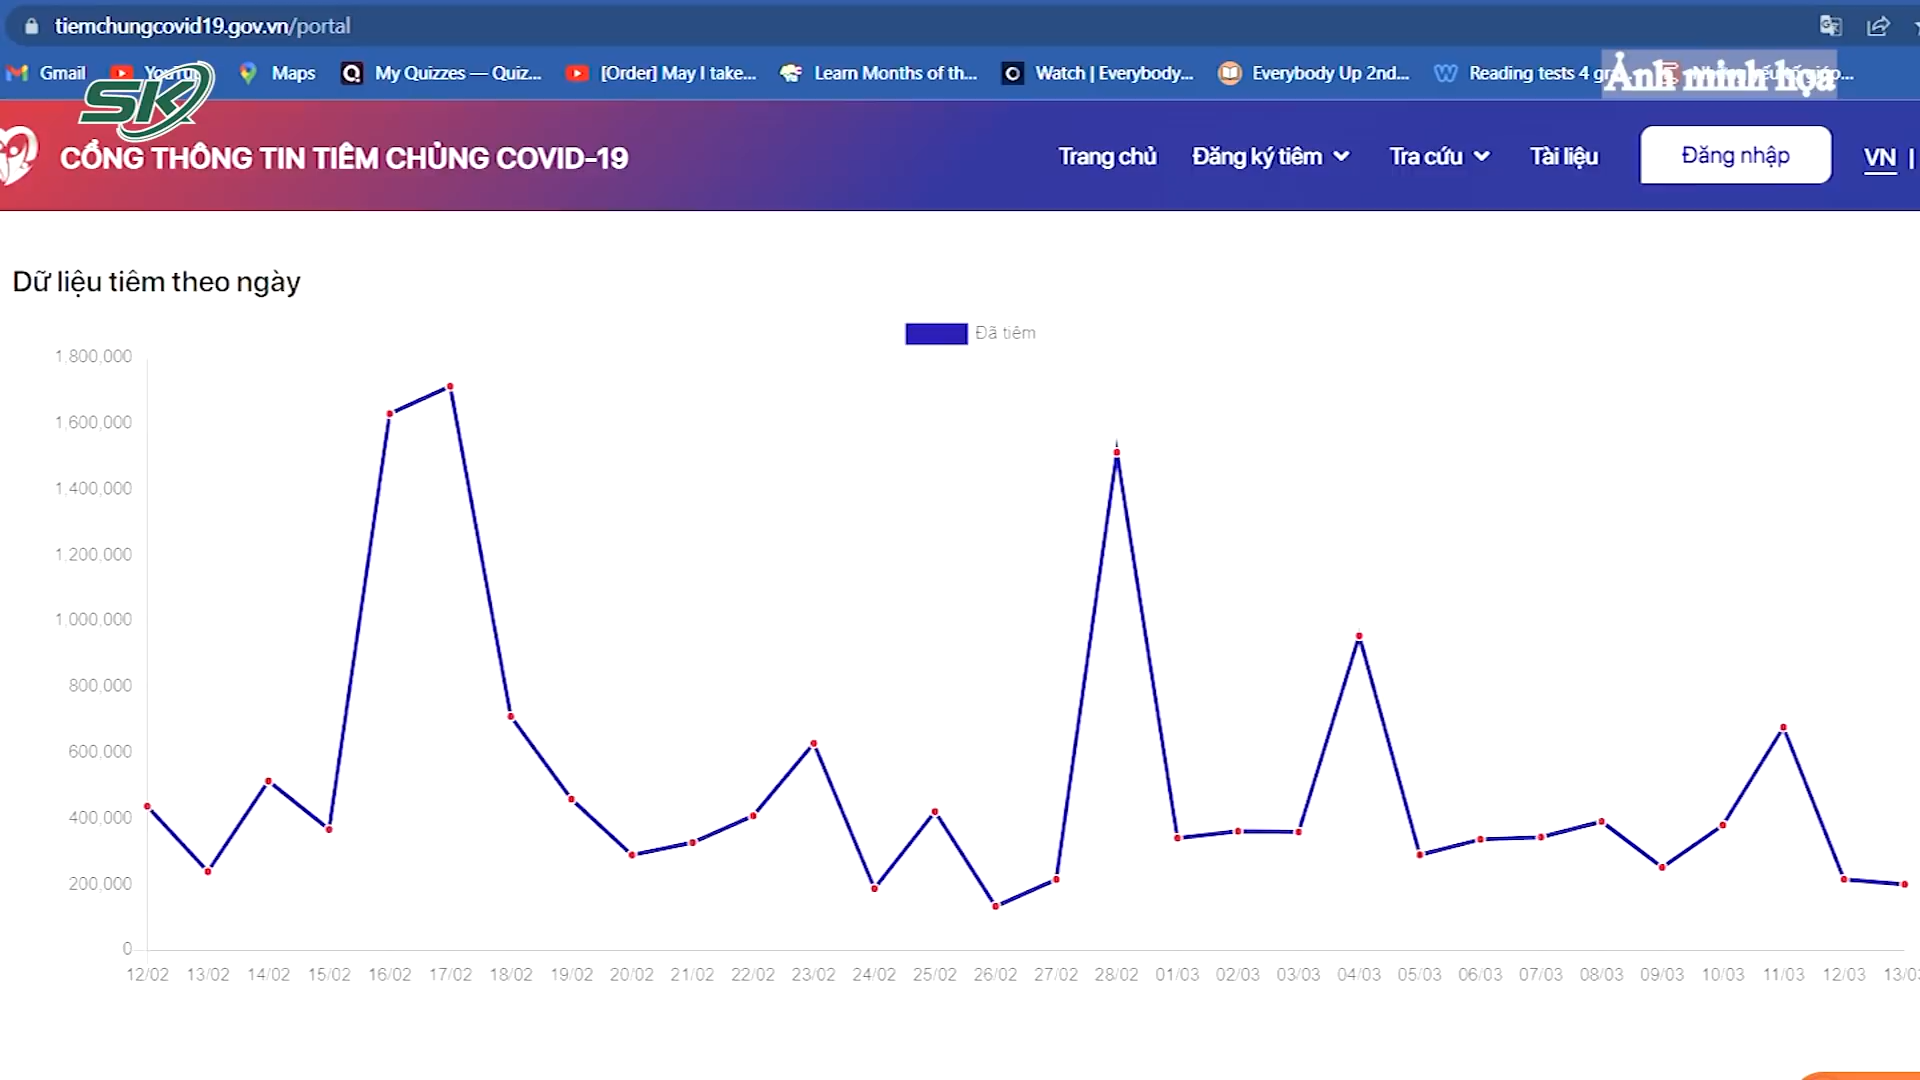 tiemchungcovid19.gov.vn/portal
Gmail
Maps
My Quizzes — Quiz...
[Order] May I take...
Learn Months of th...
Watch | Everybody...
Everybody Up 2nd...
Reading tests 4
Ảnh minh họa
SK
CỔNG THÔNG TIN TIÊM CHỦNG COVID-19
Trang chủ
Đăng ký tiêm
Tra cứu
Tài liệu
Đăng nhập
VN |
Dữ liệu tiêm theo ngày
Đã tiêm
1,800,000
1,600,000
1,400,000
1,200,000
1,000,000
800,000
600,000
400,000
200,000
0
12/02 13/02 14/02 15/02 16/02 17/02 18/02 19/02 20/02 21/02 22/02 23/02 24/02 25/02 26/02 27/02 28/02 01/03 02/03 03/03 04/03 05/03 06/03 07/03 08/03 09/03 10/03 11/03 12/03 13/03